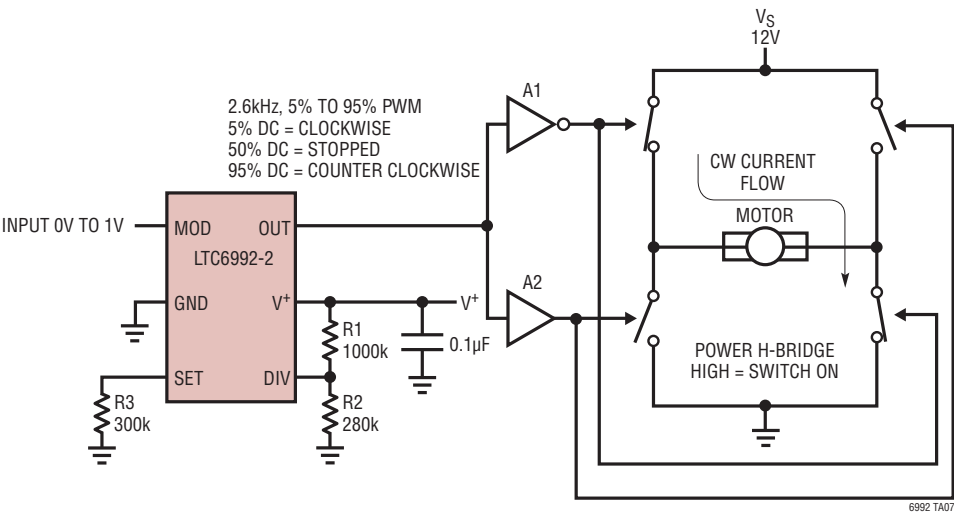 V_S
12V
A1
2.6kHz, 5% TO 95% PWM
5% DC = CLOCKWISE
50% DC = STOPPED
95% DC = COUNTER CLOCKWISE
CW CURRENT
FLOW
MOTOR
INPUT 0V TO 1V
MOD
OUT
LTC6992-2
A2
GND
V+
V+
R1
1000k
0.1µF
POWER H-BRIDGE
HIGH = SWITCH ON
SET
DIV
R3
300k
R2
280k
6992 TA07